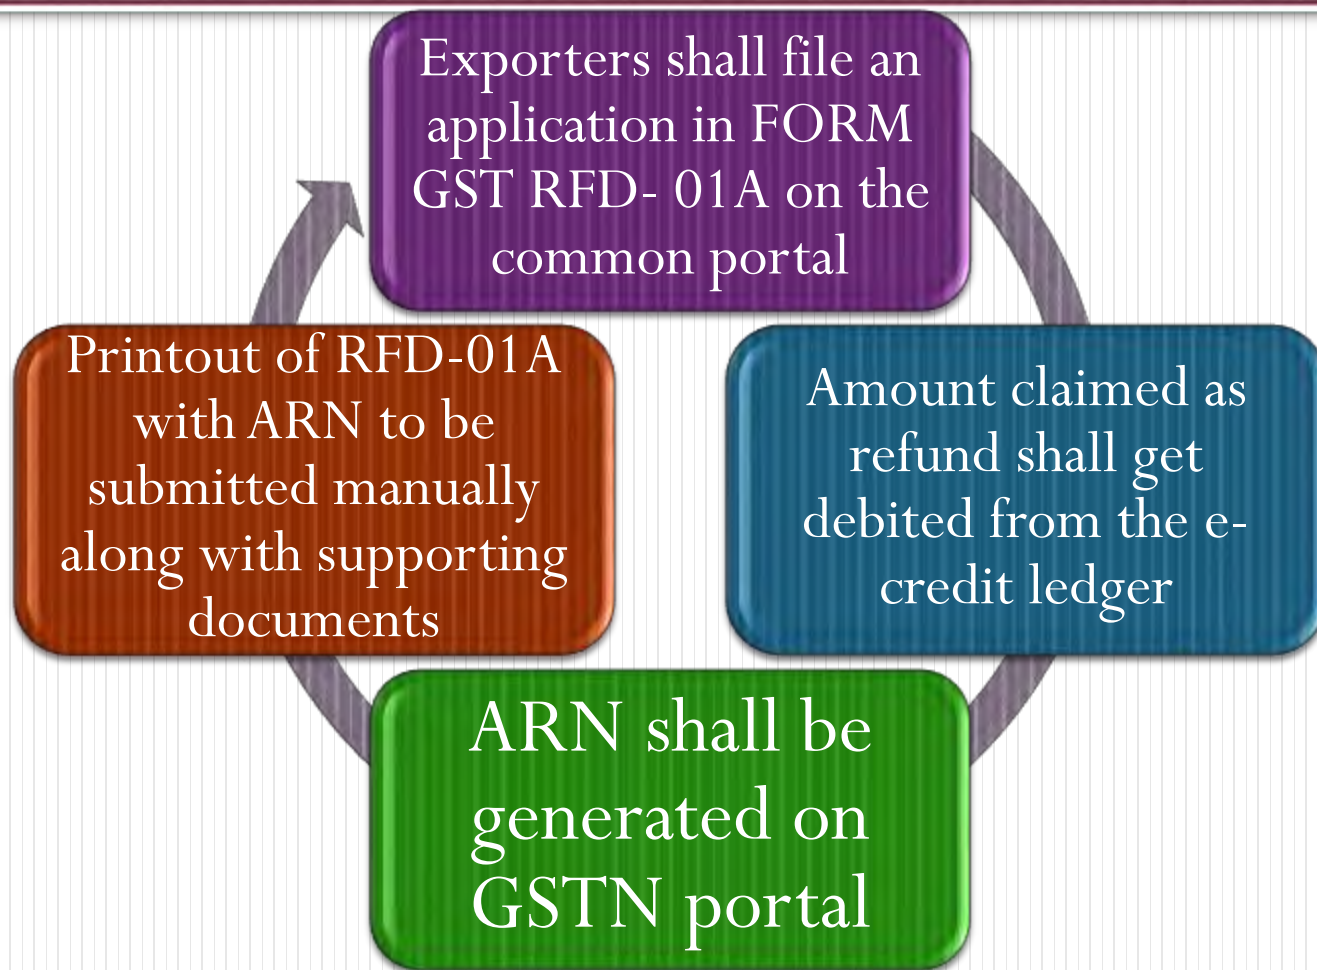 Exporters shall file an
application in FORM
GST RFD- 01A on the
common portal
Amount claimed as
refund shall get
debited from the e-
credit ledger
ARN shall be
generated on
GSTN portal
Printout of RFD-01A
with ARN to be
submitted manually
along with supporting
documents